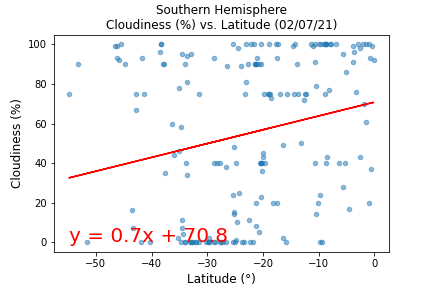 Southern Hemisphere
Cloudiness (%) vs. Latitude (02/07/21)
Cloudiness (%)
100
80
60
40
20
0
y = 0.7x + 70.8
−50
−40
−30
−20
−10
0
Latitude (°)